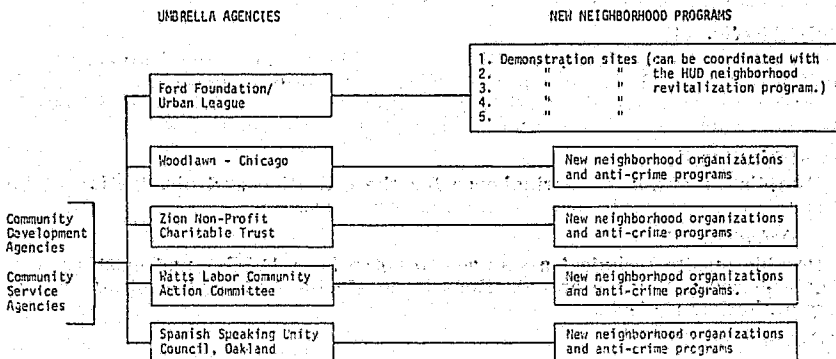 UMBRELLA AGENCIES
NEW NEIGHBORHOOD PROGRAMS
Ford Foundation/
Urban League
1. Demonstration sites (can be coordinated with
2. " " the HUD neighborhood
3. " " revitalization program.)
4. " "
5. " "
Woodlawn - Chicago
New neighborhood organizations
and anti-crime programs
Community
Development
Agencies
Community
Service
Agencies
Zion Non-Profit
Charitable Trust
New neighborhood organizations
and anti-crime programs
Watts Labor Community
Action Committee
New neighborhood organizations
and anti-crime programs.
Spanish Speaking Unity
Council, Oakland
New neighborhood organizations
and anti-crime programs